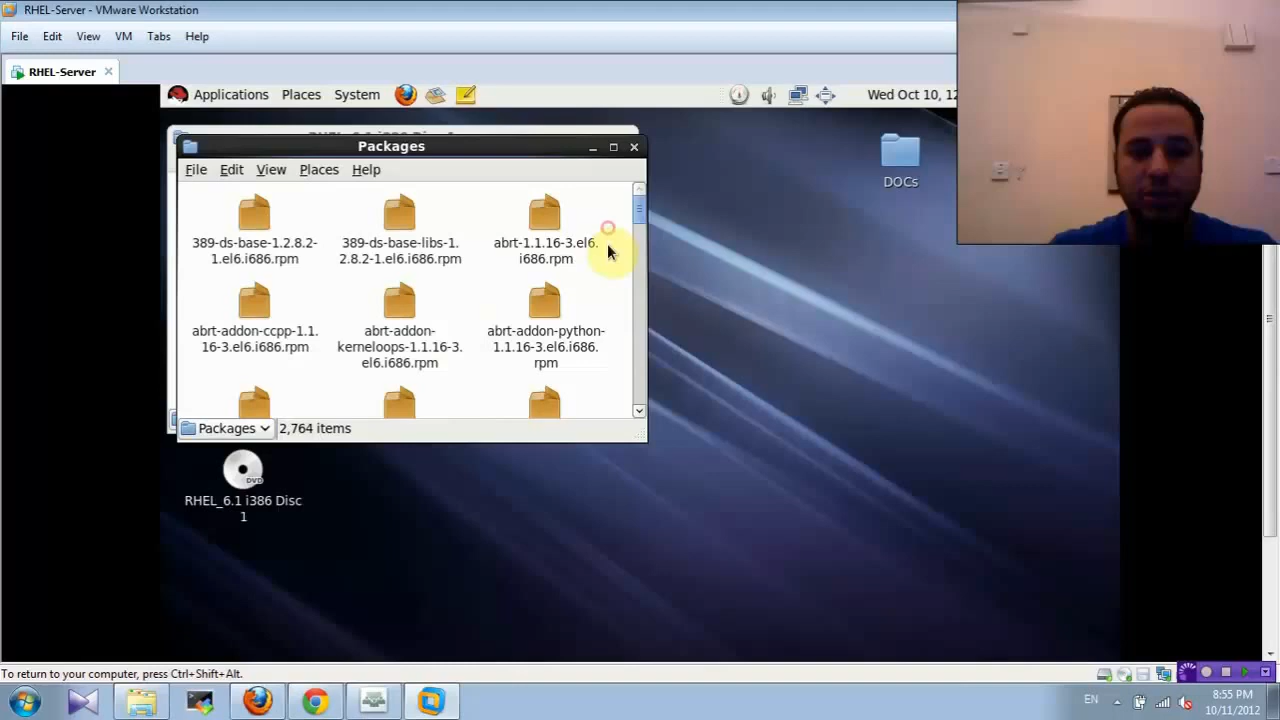 RHEL-Server - VMware Workstation
File Edit View VM Tabs Help
RHEL-Server
Applications Places System
Wed Oct 10, 12
Packages
File Edit View Places Help
389-ds-base-1.2.8.2-
1.el6.i686.rpm
389-ds-base-libs-1.
2.8.2-1.el6.i686.rpm
abrt-1.1.16-3.el6.
i686.rpm
abrt-addon-ccpp-1.1.
16-3.el6.i686.rpm
abrt-addon-
kerneloops-1.1.16-3.
el6.i686.rpm
abrt-addon-python-
1.1.16-3.el6.i686.
rpm
Packages 2,764 items
DOCs
DVD
RHEL_6.1 i386 Disc
1
To return to your computer, press Ctrl+Shift+Alt.
EN
8:55 PM
10/11/2012